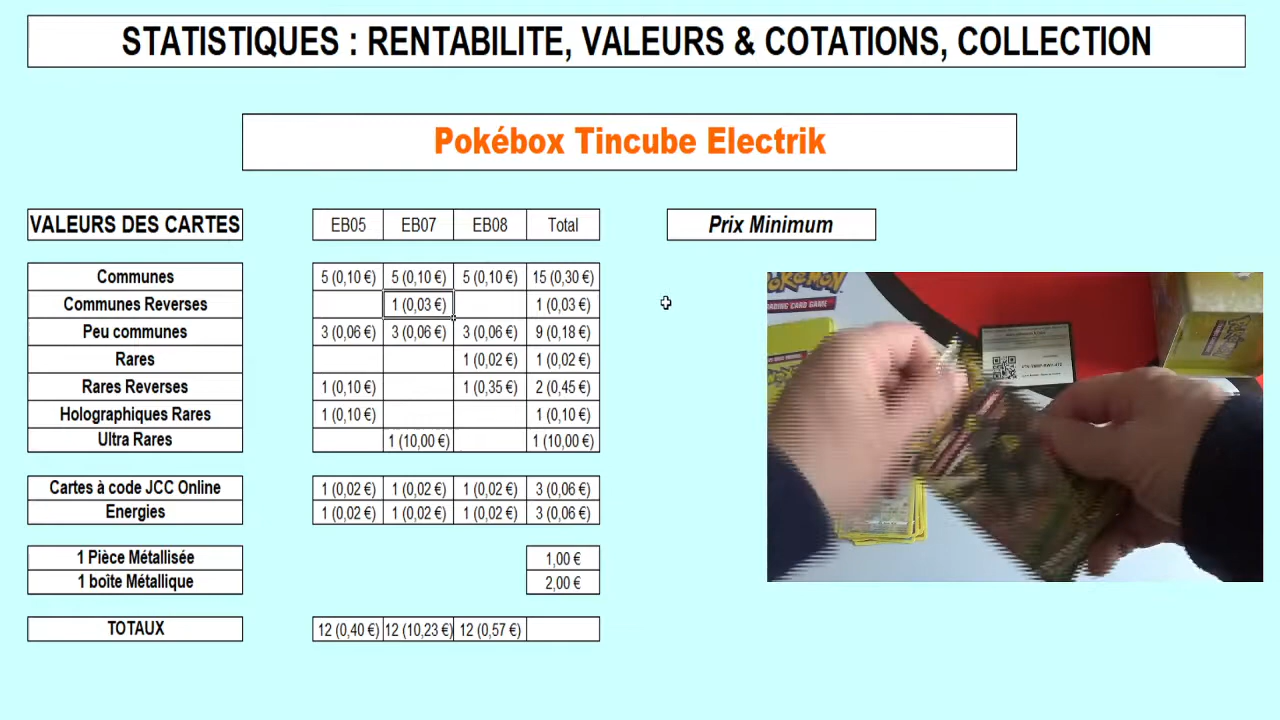 STATISTIQUES : RENTABILITE, VALEURS & COTATIONS, COLLECTION
Pokébox Tincube Electrik
VALEURS DES CARTES EB05 EB07 EB08 Total Prix Minimum
Communes 5 (0,10 €) 5 (0,10 €) 5 (0,10 €) 15 (0,30 €)
Communes Reverses 1 (0,03 €) 1 (0,03 €)
Peu communes 3 (0,06 €) 3 (0,06 €) 3 (0,06 €) 9 (0,18 €)
Rares 1 (0,02 €) 1 (0,02 €)
Rares Reverses 1 (0,10 €) 1 (0,35 €) 2 (0,45 €)
Holographiques Rares 1 (0,10 €) 1 (0,10 €)
Ultra Rares 1 (10,00 €) 1 (10,00 €)
Cartes à code JCC Online 1 (0,02 €) 1 (0,02 €) 1 (0,02 €) 3 (0,06 €)
Energies 1 (0,02 €) 1 (0,02 €) 1 (0,02 €) 3 (0,06 €)
1 Pièce Métallisée 1,00 €
1 boîte Métallique 2,00 €
TOTAUX 12 (0,40 €) 12 (10,23 €) 12 (0,57 €)
POKÉMON
TRADING CARD GAME